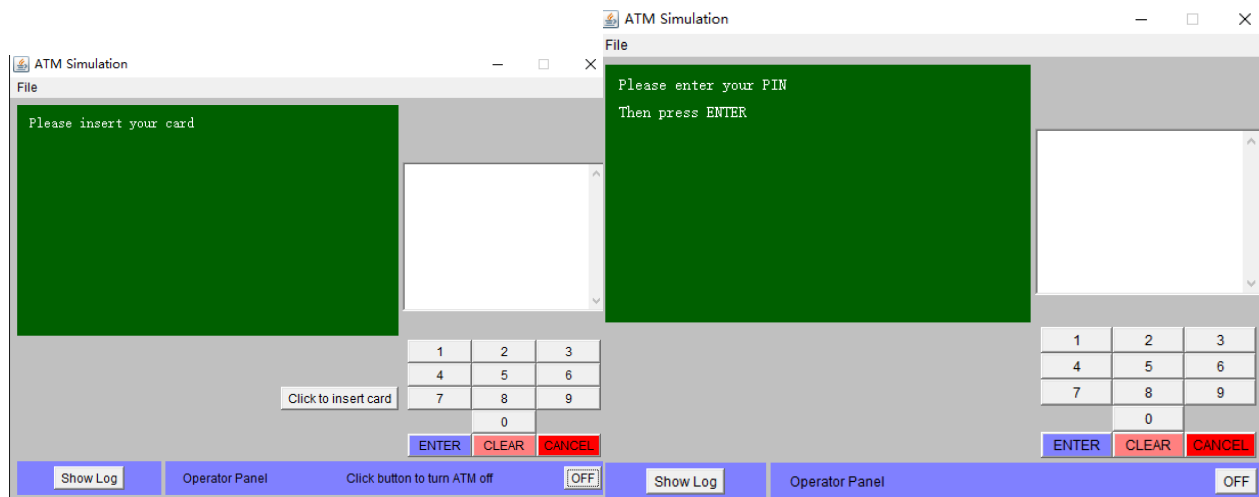 ATM Simulation
File
Please insert your card
1 2 3
4 5 6
Click to insert card 7 8 9
0
ENTER CLEAR CANCEL
Show Log Operator Panel Click button to turn ATM off OFF
ATM Simulation
File
Please enter your PIN
Then press ENTER
1 2 3
4 5 6
7 8 9
0
ENTER CLEAR CANCEL
Show Log Operator Panel OFF